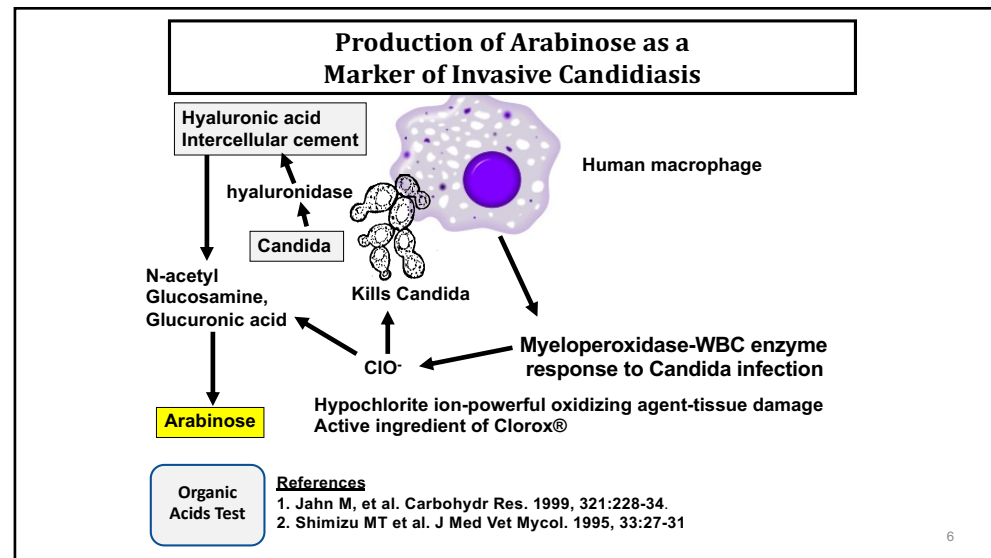 Production of Arabinose as a
Marker of Invasive Candidiasis
Hyaluronic acid
Intercellular cement
Human macrophage
hyaluronidase
Candida
N-acetyl
Glucosamine,
Glucuronic acid
Kills Candida
ClO-
Myeloperoxidase-WBC enzyme
response to Candida infection
Arabinose
Hypochlorite ion-powerful oxidizing agent-tissue damage
Active ingredient of Clorox®
Organic
Acids Test
References
1. Jahn M, et al. Carbohydr Res. 1999, 321:228-34.
2. Shimizu MT et al. J Med Vet Mycol. 1995, 33:27-31
6